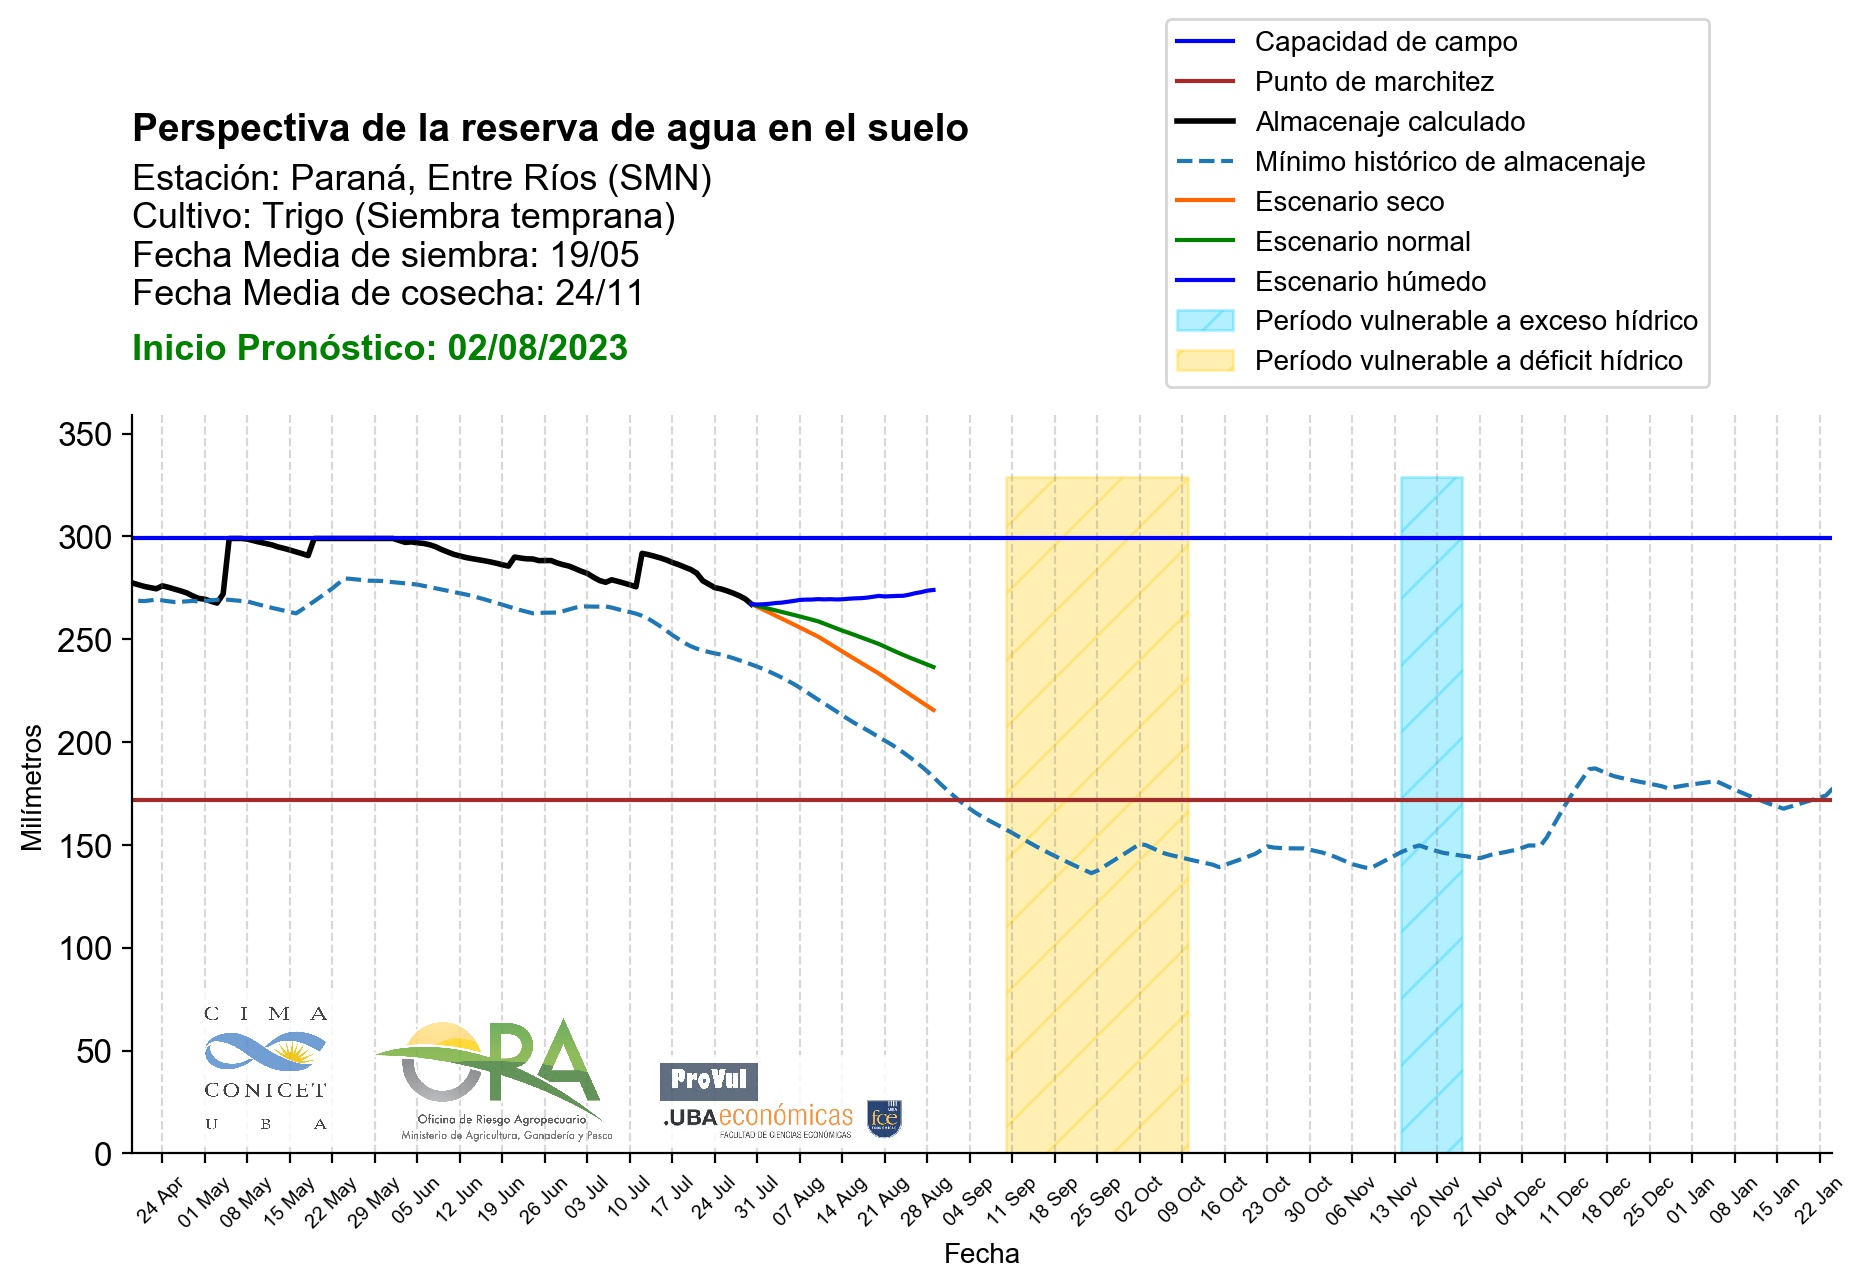 Capacidad de campo
Punto de marchitez
Almacenaje calculado
Mínimo histórico de almacenaje
Escenario seco
Escenario normal
Escenario húmedo
Período vulnerable a exceso hídrico
Período vulnerable a déficit hídrico
Perspectiva de la reserva de agua en el suelo
Estación: Paraná, Entre Ríos (SMN)
Cultivo: Trigo (Siembra temprana)
Fecha Media de siembra: 19/05
Fecha Media de cosecha: 24/11
Inicio Pronóstico: 02/08/2023
Milímetros
350
300
250
200
150
100
50
0
CIMA
CONICET
UBA
ORA
Oficina de Riesgo Agropecuario
Ministerio de Agricultura, Ganadería y Pesca
ProVul
.UBAeconómicas
FACULTAD DE CIENCIAS ECONÓMICAS
fce
24 Apr
01 May
08 May
15 May
22 May
29 May
05 Jun
12 Jun
19 Jun
26 Jun
03 Jul
10 Jul
17 Jul
24 Jul
31 Jul
07 Aug
14 Aug
21 Aug
28 Aug
04 Sep
11 Sep
18 Sep
25 Sep
02 Oct
09 Oct
16 Oct
23 Oct
30 Oct
06 Nov
13 Nov
20 Nov
27 Nov
04 Dec
11 Dec
18 Dec
25 Dec
01 Jan
08 Jan
15 Jan
22 Jan
Fecha